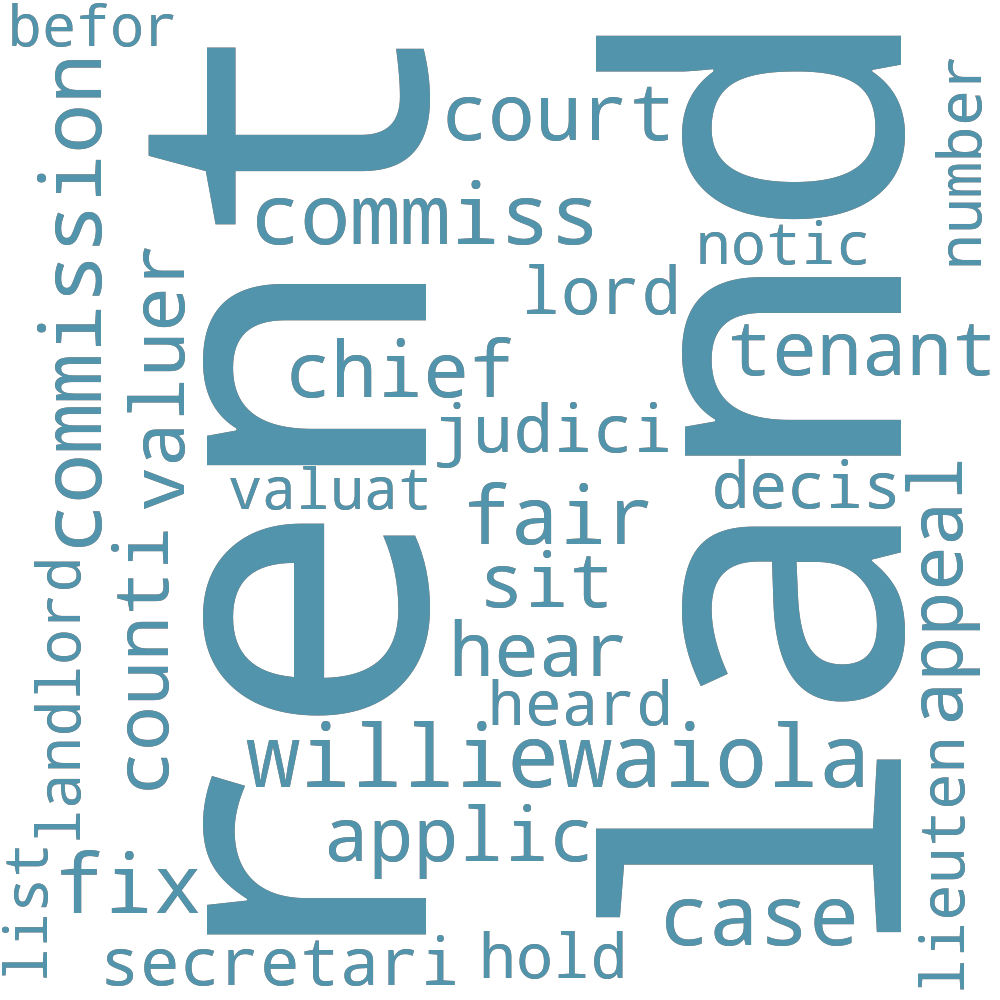 befor
commission
rent
court
land
number
commiss
notic
valuer
lord
chief
tenant
judici
valuat
decis
fair
appeal
counti
sit
landlord
hear
heard
williewaiola
lieuten
applic
list
fix
case
secretari
hold